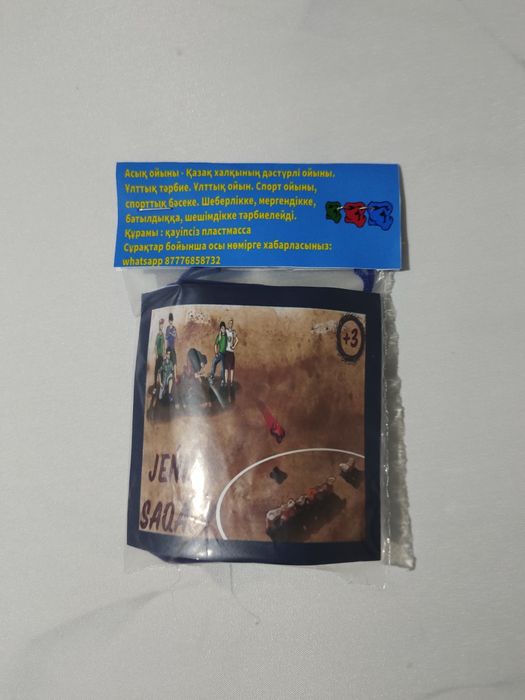 Асық ойыны - Қазақ халқының дәстүрлі ойыны.
Ұлттық тәрбие. Ұлттық ойын. Спорт ойыны,
спорттық бәсеке. Шеберлікке, мергендікке,
батылдыққа, шешімдікке тәрбиелейді.
Құрамы : қауіпсіз пластмасса
Сұрақтар бойынша осы нөмірге хабарласыныз:
whatsapp 87776858732
+3